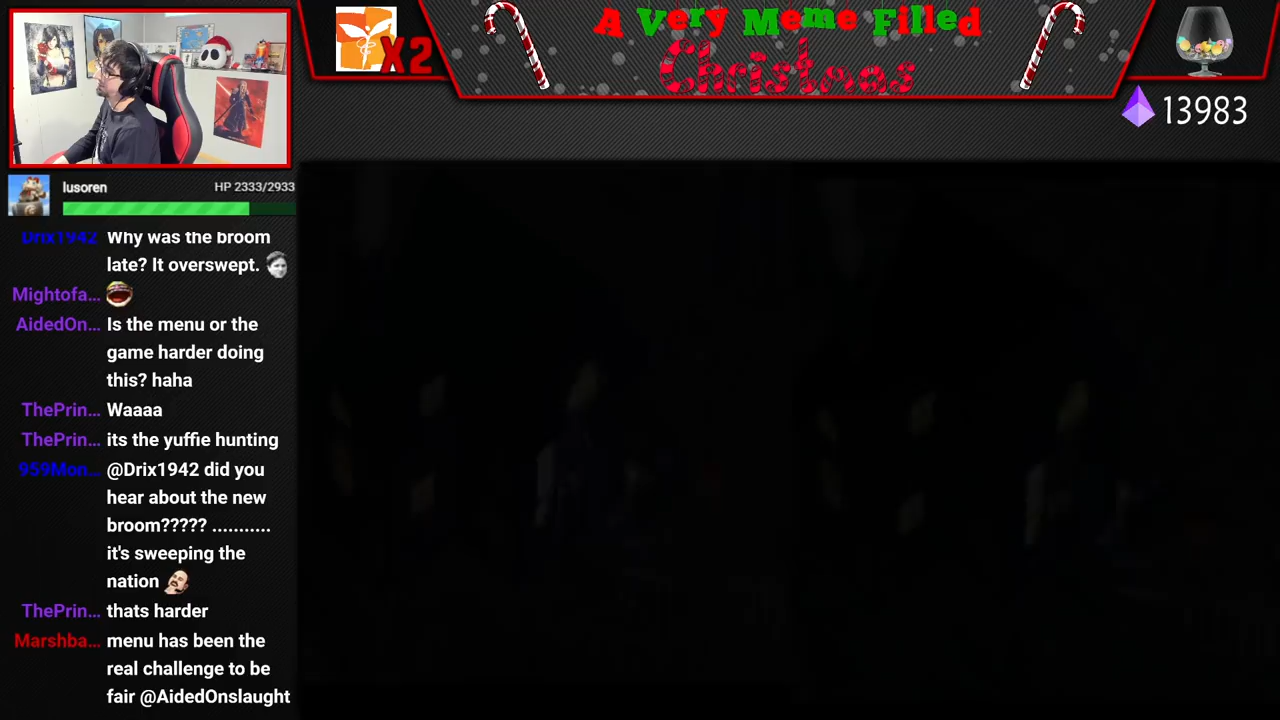 A Very Meme Filled
Christmas
X2
13983
lusoren
HP 2333/2933
Drix1942 Why was the broom
late? It overswept.
Mightofa...
AidedOn... Is the menu or the
game harder doing
this? haha
ThePrin... Waaaa
ThePrin... its the yuffie hunting
959Mon... @Drix1942 did you
hear about the new
broom????? ...........
it's sweeping the
nation
ThePrin... thats harder
Marshba... menu has been the
real challenge to be
fair @AidedOnslaught